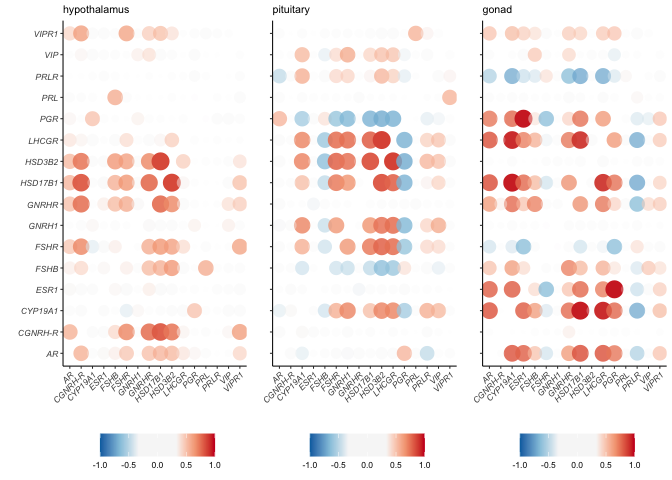 hypothalamus
pituitary
gonad
VIPR1
VIP
PRLR
PRL
PGR
LHCGR
HSD3B2
HSD17B1
GNRHR
GNRH1
FSHR
FSHB
ESR1
CYP19A1
CGNRH-R
AR
AR CGNRH-R CYP19A1 ESR1 FSHB FSHR GNRH1 GNRHR HSD17B1 HSD3B2 LHCGR PGR PRL PRLR VIP VIPR1
AR CGNRH-R CYP19A1 ESR1 FSHB FSHR GNRH1 GNRHR HSD17B1 HSD3B2 LHCGR PGR PRL PRLR VIP VIPR1
AR CGNRH-R CYP19A1 ESR1 FSHB FSHR GNRH1 GNRHR HSD17B1 HSD3B2 LHCGR PGR PRL PRLR VIP VIPR1
-1.0 -0.5 0.0 0.5 1.0
-1.0 -0.5 0.0 0.5 1.0
-1.0 -0.5 0.0 0.5 1.0